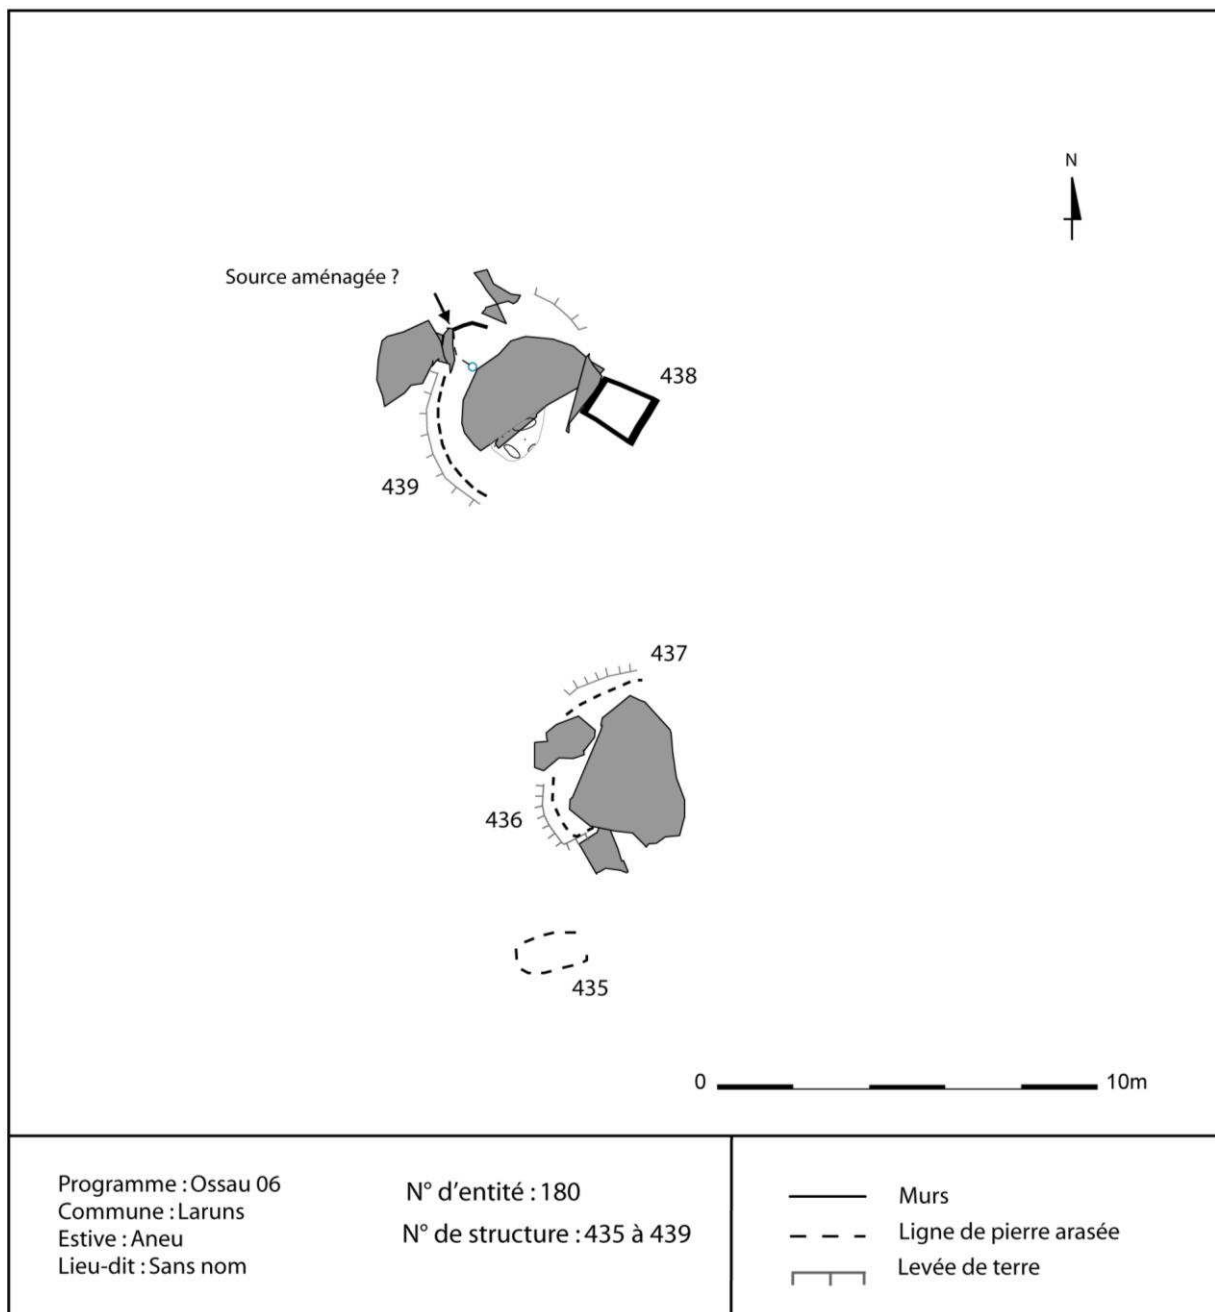 N
Source aménagée ?
438
439
437
436
435
0 10m
Programme : Ossau 06
Commune : Laruns
Estive : Aneu
Lieu-dit : Sans nom
N° d'entité : 180
N° de structure : 435 à 439
Murs
Ligne de pierre arasée
Levée de terre